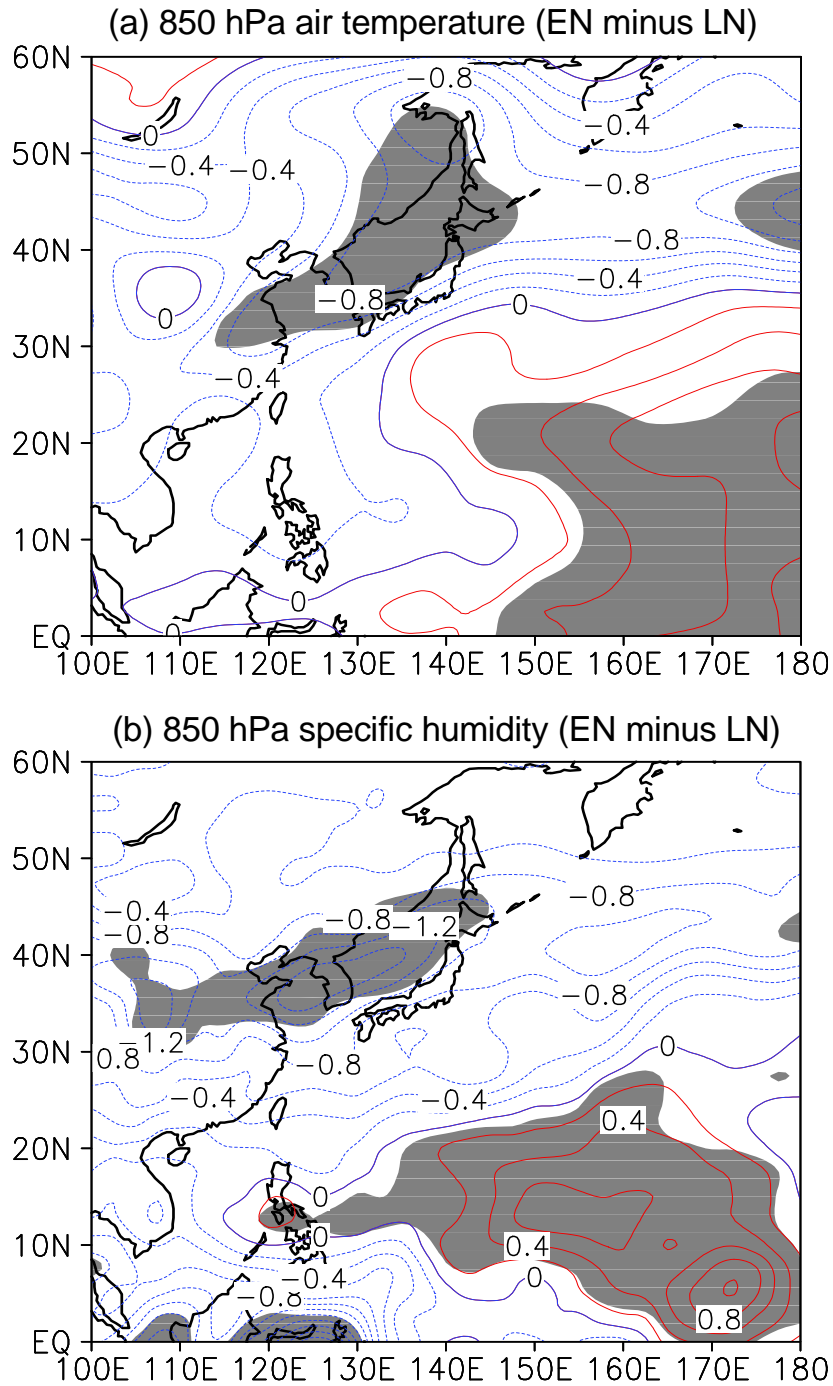 (a) 850 hPa air temperature (EN minus LN)
60N
−0.8
0
−0.4
50N
−0.4
−0.4
−0.8
40N
−0.8
−0.4
−0.8
0
0
30N
−0.4
20N
10N
0
0
EQ
100E 110E 120E 130E 140E 150E 160E 170E 180
(b) 850 hPa specific humidity (EN minus LN)
60N
50N
−0.4
−0.8
−0.8
−0.8
−1.2
40N
−0.8
−1.2
0.8
−0.8
0
30N
−0.4
−0.4
0.4
20N
0
0
10N
0.4
−0.4
0
−0.8
0.8
EQ
100E 110E 120E 130E 140E 150E 160E 170E 180